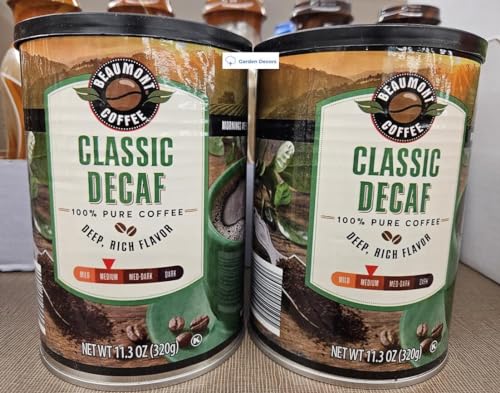 Garden Decors
BEAUMONT
COFFEE
CLASSIC
DECAF
100% PURE COFFEE
DEEP, RICH FLAVOR
MILD MEDIUM MED-DARK DARK
NET WT 11.3 OZ (320g)
K
BEAUMONT
COFFEE
CLASSIC
DECAF
100% PURE COFFEE
DEEP, RICH FLAVOR
MILD MEDIUM MED-DARK DARK
NET WT 11.3 OZ (320g)
K